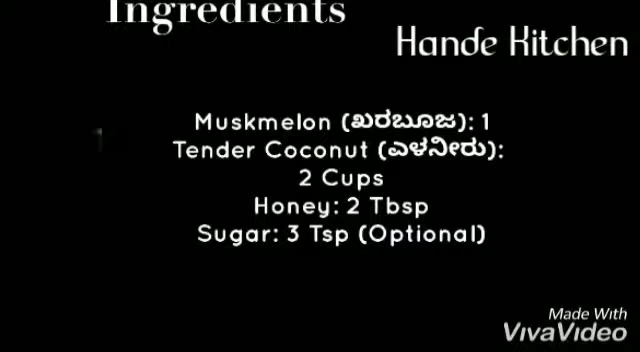 Ingredients
Hande Kitchen
Muskmelon (ಖರಬೂಜ): 1
Tender Coconut (ಎಳನೀರು):
2 Cups
Honey: 2 Tbsp
Sugar: 3 Tsp (Optional)
Made With
VivaVideo